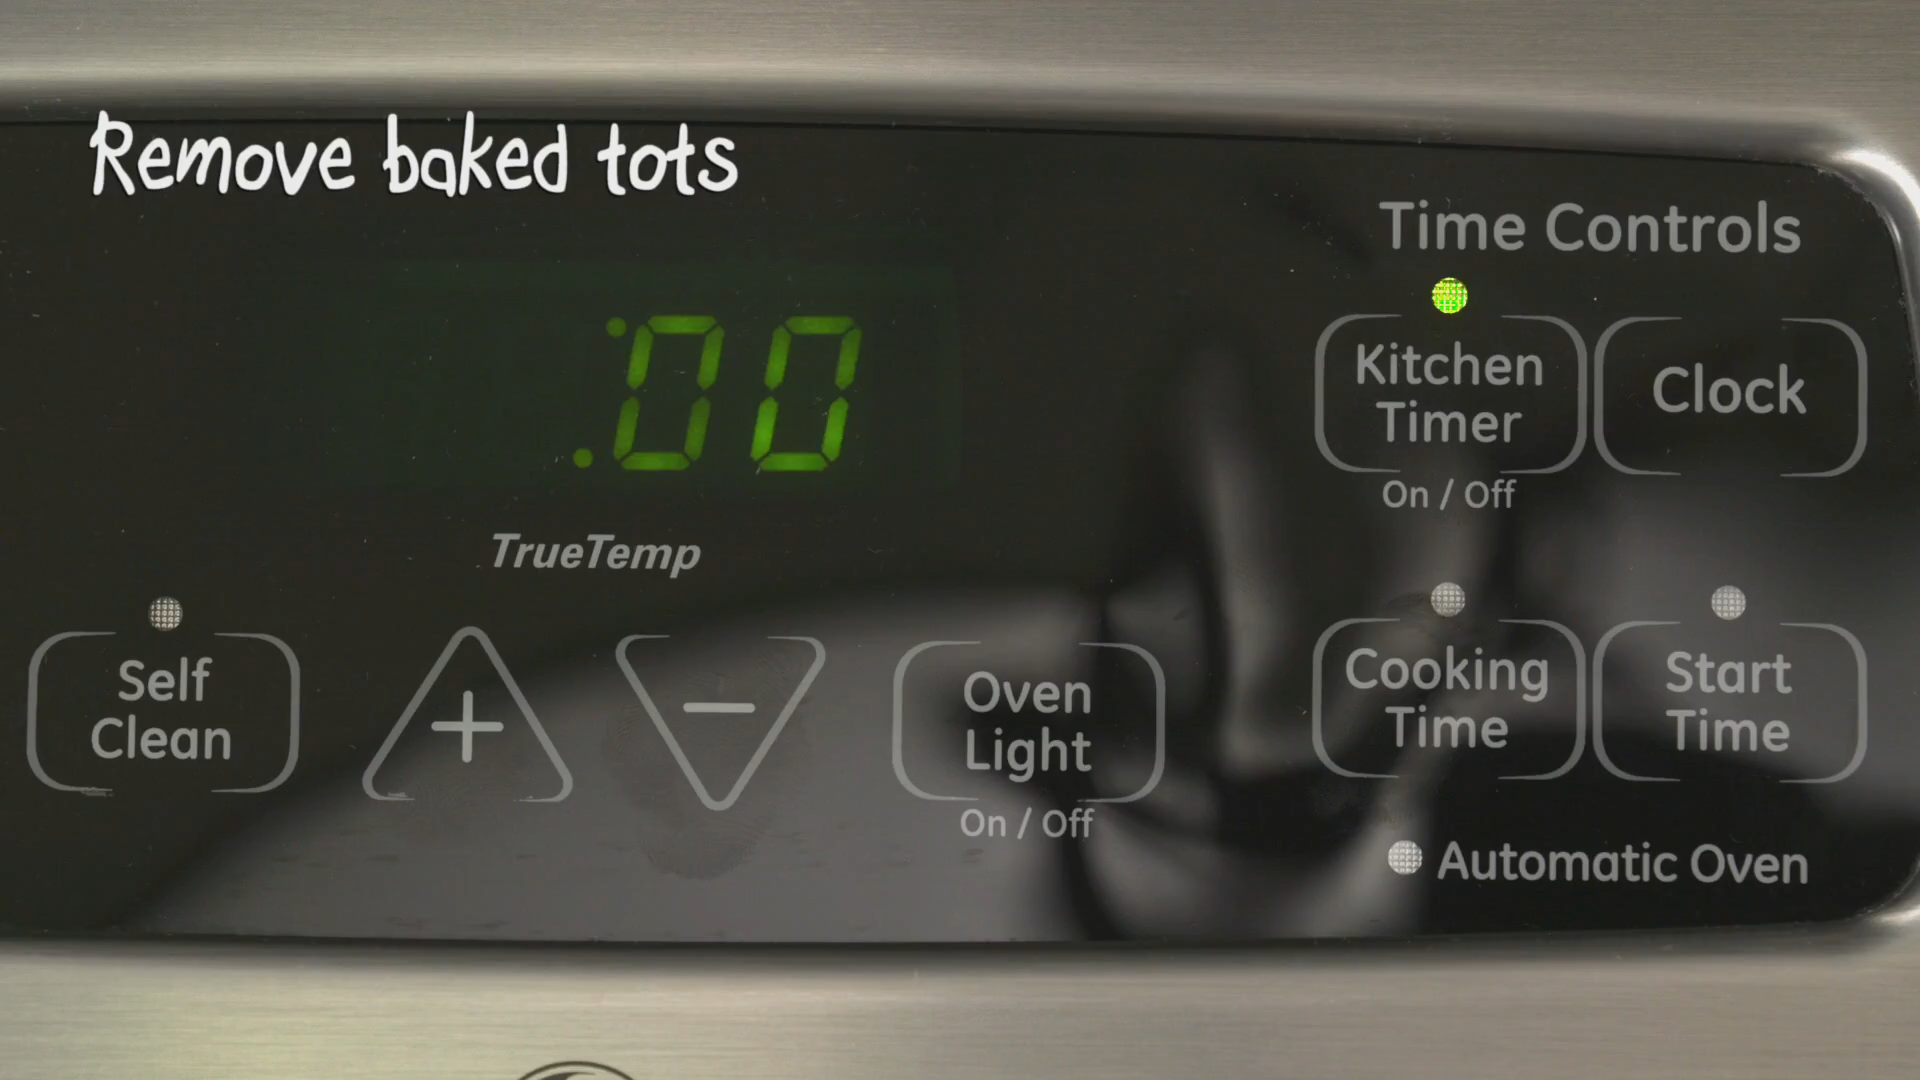 Remove baked tots
Time Controls
:00
Kitchen
Timer
On / Off
Clock
TrueTemp
Self
Clean
+
−
Oven
Light
On / Off
Cooking
Time
Start
Time
Automatic Oven